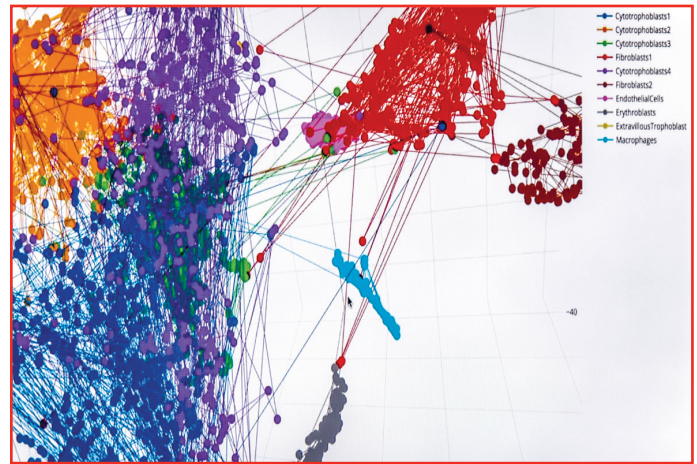 Cytotrophoblasts1
Cytotrophoblasts2
Cytotrophoblasts3
Fibroblasts1
Cytotrophoblasts4
Fibroblasts2
EndothelialCells
Erythroblasts
ExtravillousTrophoblast
Macrophages
−40